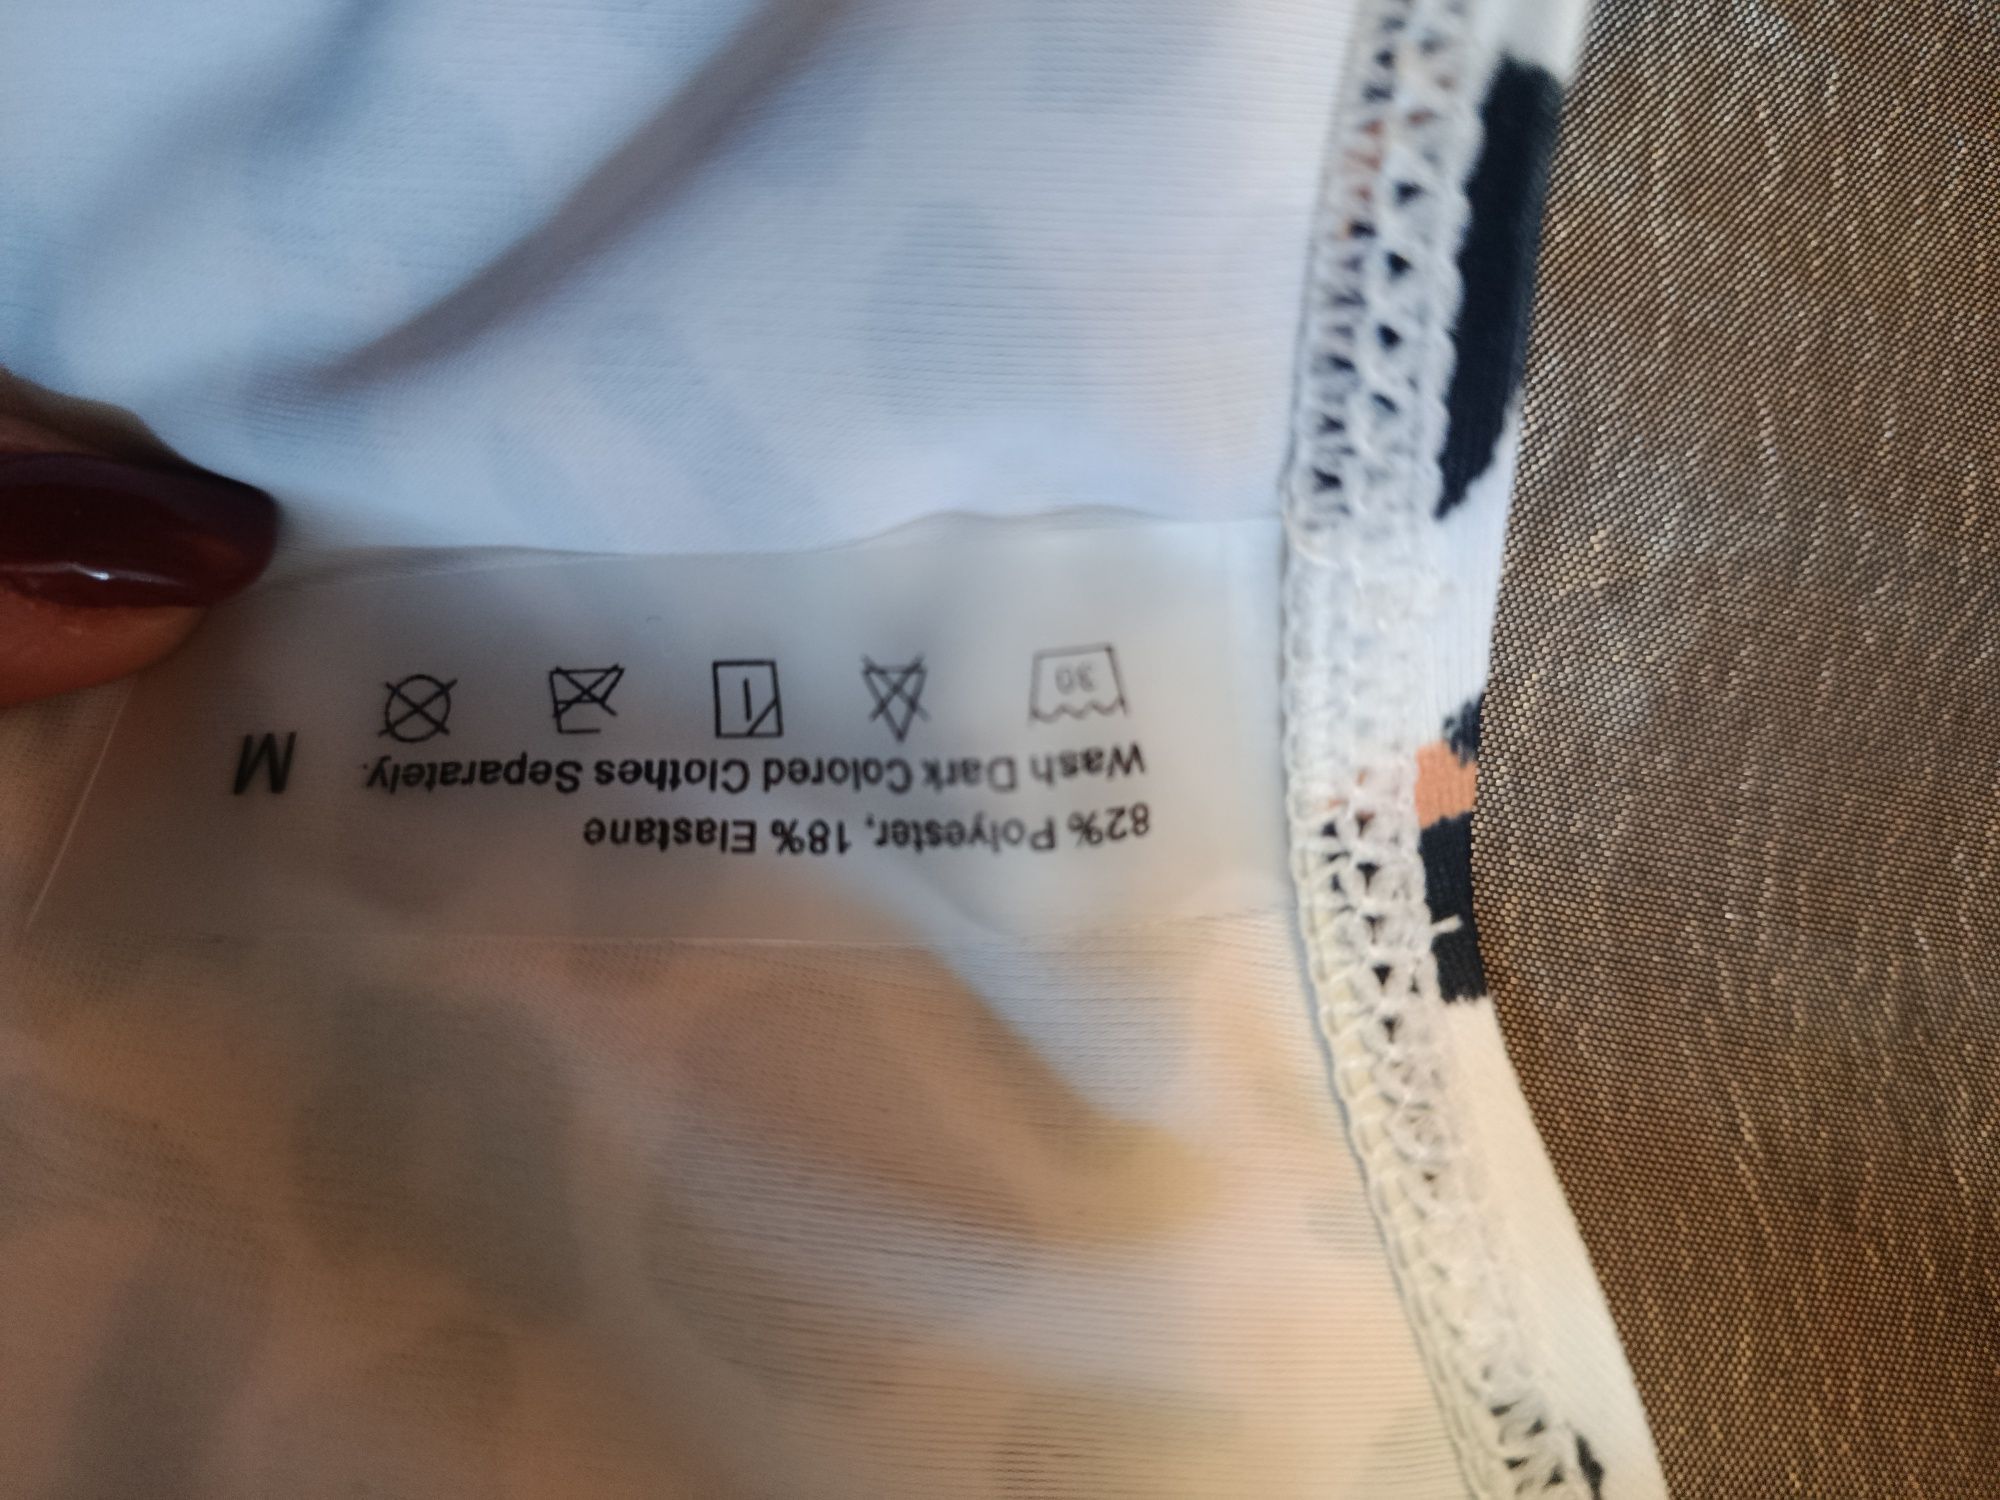 82% Polyester, 18% Elastane
Wash Dark Colored Clothes Separately.
30
M